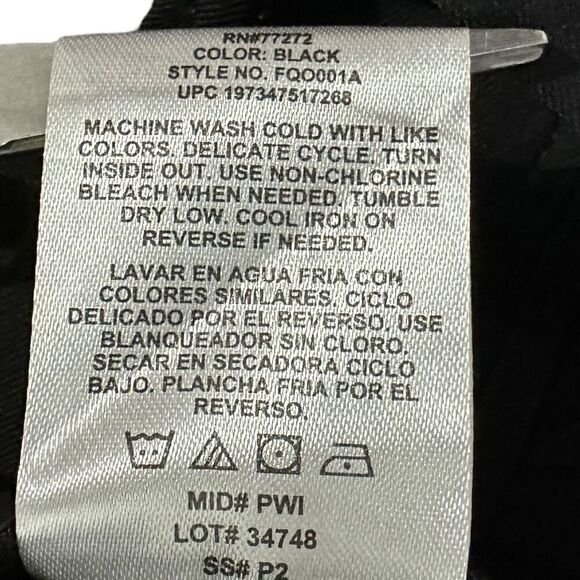 RN#77272
COLOR: BLACK
STYLE NO. FQO001A
UPC 197347517268
MACHINE WASH COLD WITH LIKE
COLORS. DELICATE CYCLE. TURN
INSIDE OUT. USE NON-CHLORINE
BLEACH WHEN NEEDED. TUMBLE
DRY LOW. COOL IRON ON
REVERSE IF NEEDED.
LAVAR EN AGUA FRIA CON
COLORES SIMILARES. CICLO
DELICADO POR EL REVERSO. USE
BLANQUEADOR SIN CLORO.
SECAR EN SECADORA CICLO
BAJO. PLANCHA FRIA POR EL
REVERSO.
MID# PWI
LOT# 34748
SS# P2